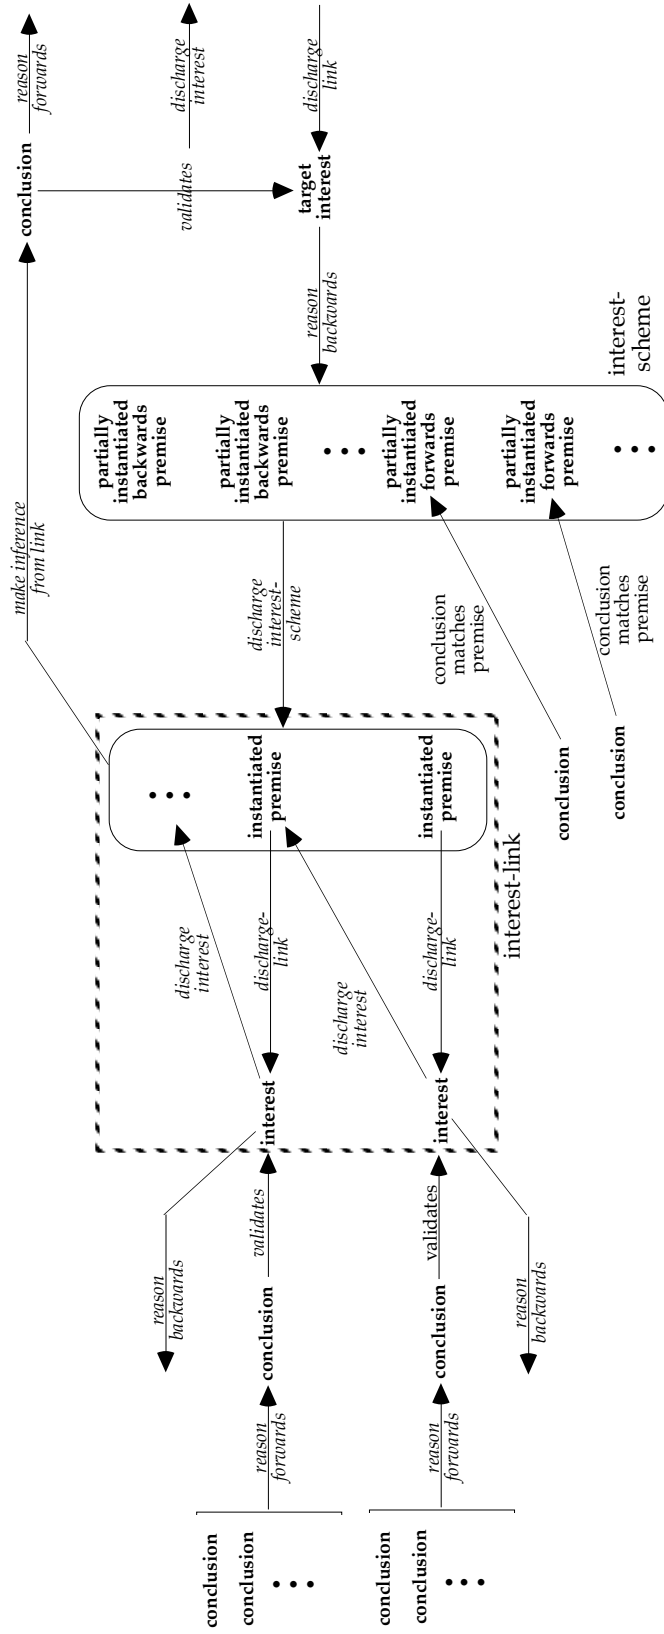 conclusion
conclusion
conclusion
conclusion
reason
forwards
reason
forwards
conclusion
conclusion
reason
backwards
validates
validates
reason
backwards
interest
interest
discharge
interest
discharge-
link
discharge
interest
discharge-
link
instantiated
premise
instantiated
premise
interest-link
make inference
from link
discharge
interest-
scheme
conclusion
conclusion
conclusion
matches
premise
conclusion
matches
premise
partially
instantiated
backwards
premise
partially
instantiated
backwards
premise
partially
instantiated
forwards
premise
partially
instantiated
forwards
premise
interest-
scheme
reason
backwards
conclusion
validates
target
interest
reason
forwards
discharge
interest
discharge
link